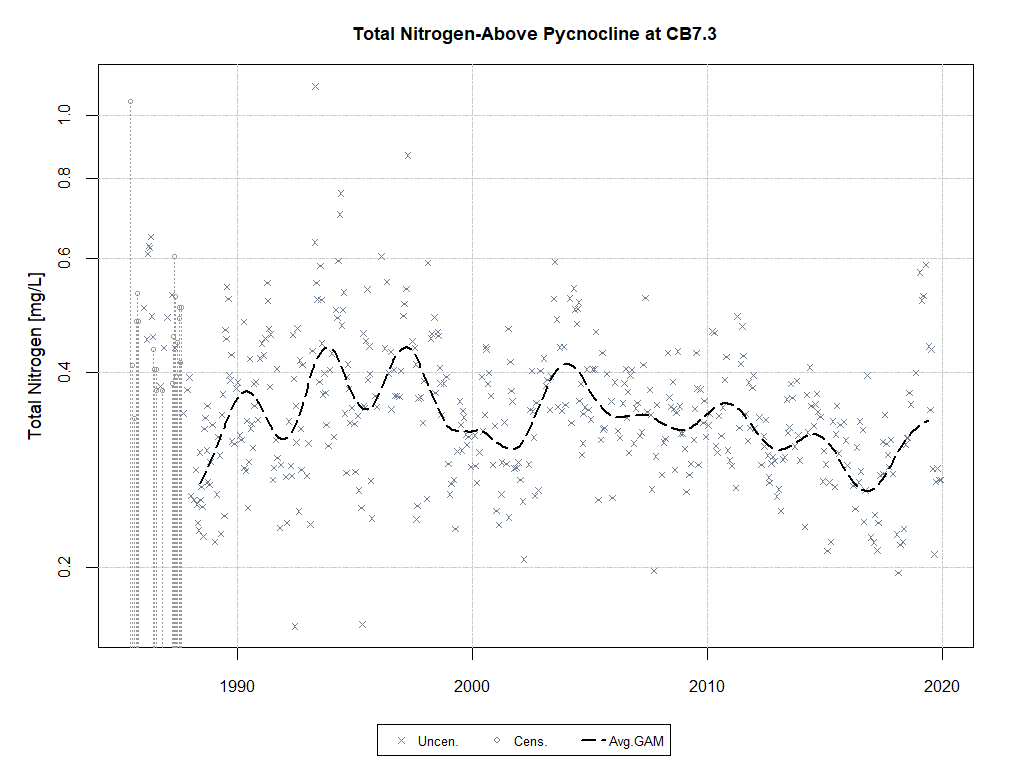 Total Nitrogen-Above Pycnocline at CB7.3
Total Nitrogen [mg/L]
1.0
0.8
0.6
0.4
0.2
1990
2000
2010
2020
Uncen.
Cens.
Avg.GAM